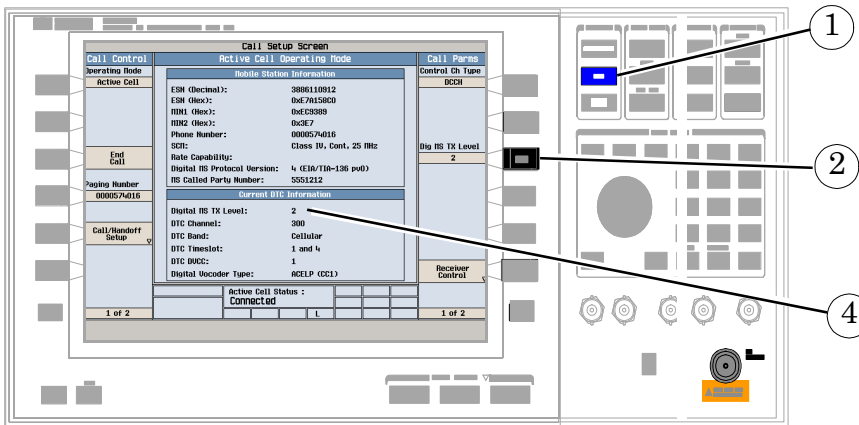 1
Call Setup Screen
Call Control
Active Cell Operating Mode
Call Parms
Operating Mode
Active Cell
Control Ch Type
DCCH
Mobile Station Information
ESN (Decimal): 3886110912
ESN (Hex): 0xE7A158C0
MIN1 (Hex): 0xEC9389
MIN2 (Hex): 0x3E7
Phone Number: 0000574016
SCM: Class IV, Cont, 25 MHz
Rate Capability:
Digital MS Protocol Version: 4 (EIA/TIA-136 pv0)
MS Called Party Number: 5551212
End
Call
Dig MS TX Level
2
2
Paging Number
0000574016
Current DTC Information
Digital MS TX Level: 2
DTC Channel: 300
DTC Band: Cellular
DTC Timeslot: 1 and 4
DTC DVCC: 1
Digital Vocoder Type: ACELP (CC1)
Call/Handoff
Setup
Receiver
Control
4
Active Cell Status :
Connected
L
1 of 2
1 of 2